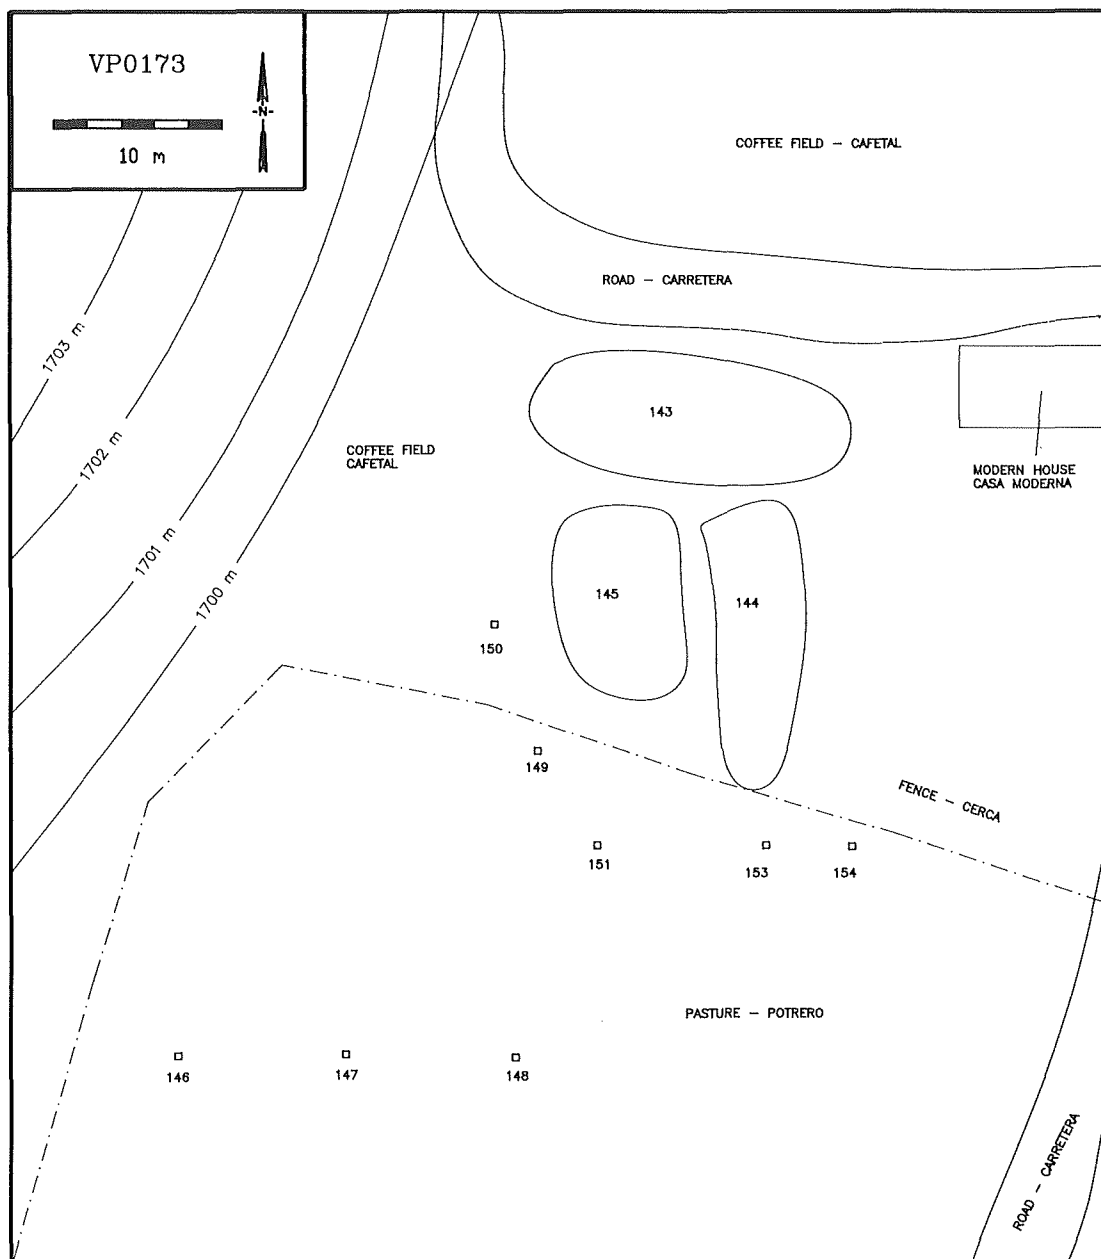 VP0173
-N-
10 m
COFFEE FIELD - CAFETAL
ROAD - CARRETERA
1703 m
1702 m
1701 m
1700 m
143
COFFEE FIELD
CAFETAL
MODERN HOUSE
CASA MODERNA
145
144
150
149
FENCE - CERCA
151
153
154
PASTURE - POTRERO
146
147
148
ROAD - CARRETERA